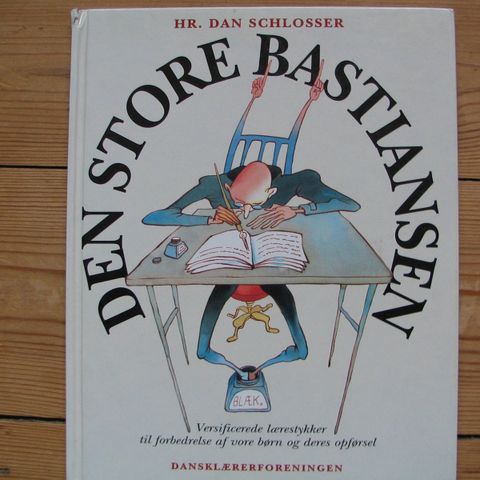 HR. DAN SCHLOSSER
DEN STORE BASTIANSEN
BLÆK.
Versificerede lærestykker
til forbedrelse af vore børn og deres opførsel
DANSKLÆRERFORENINGEN